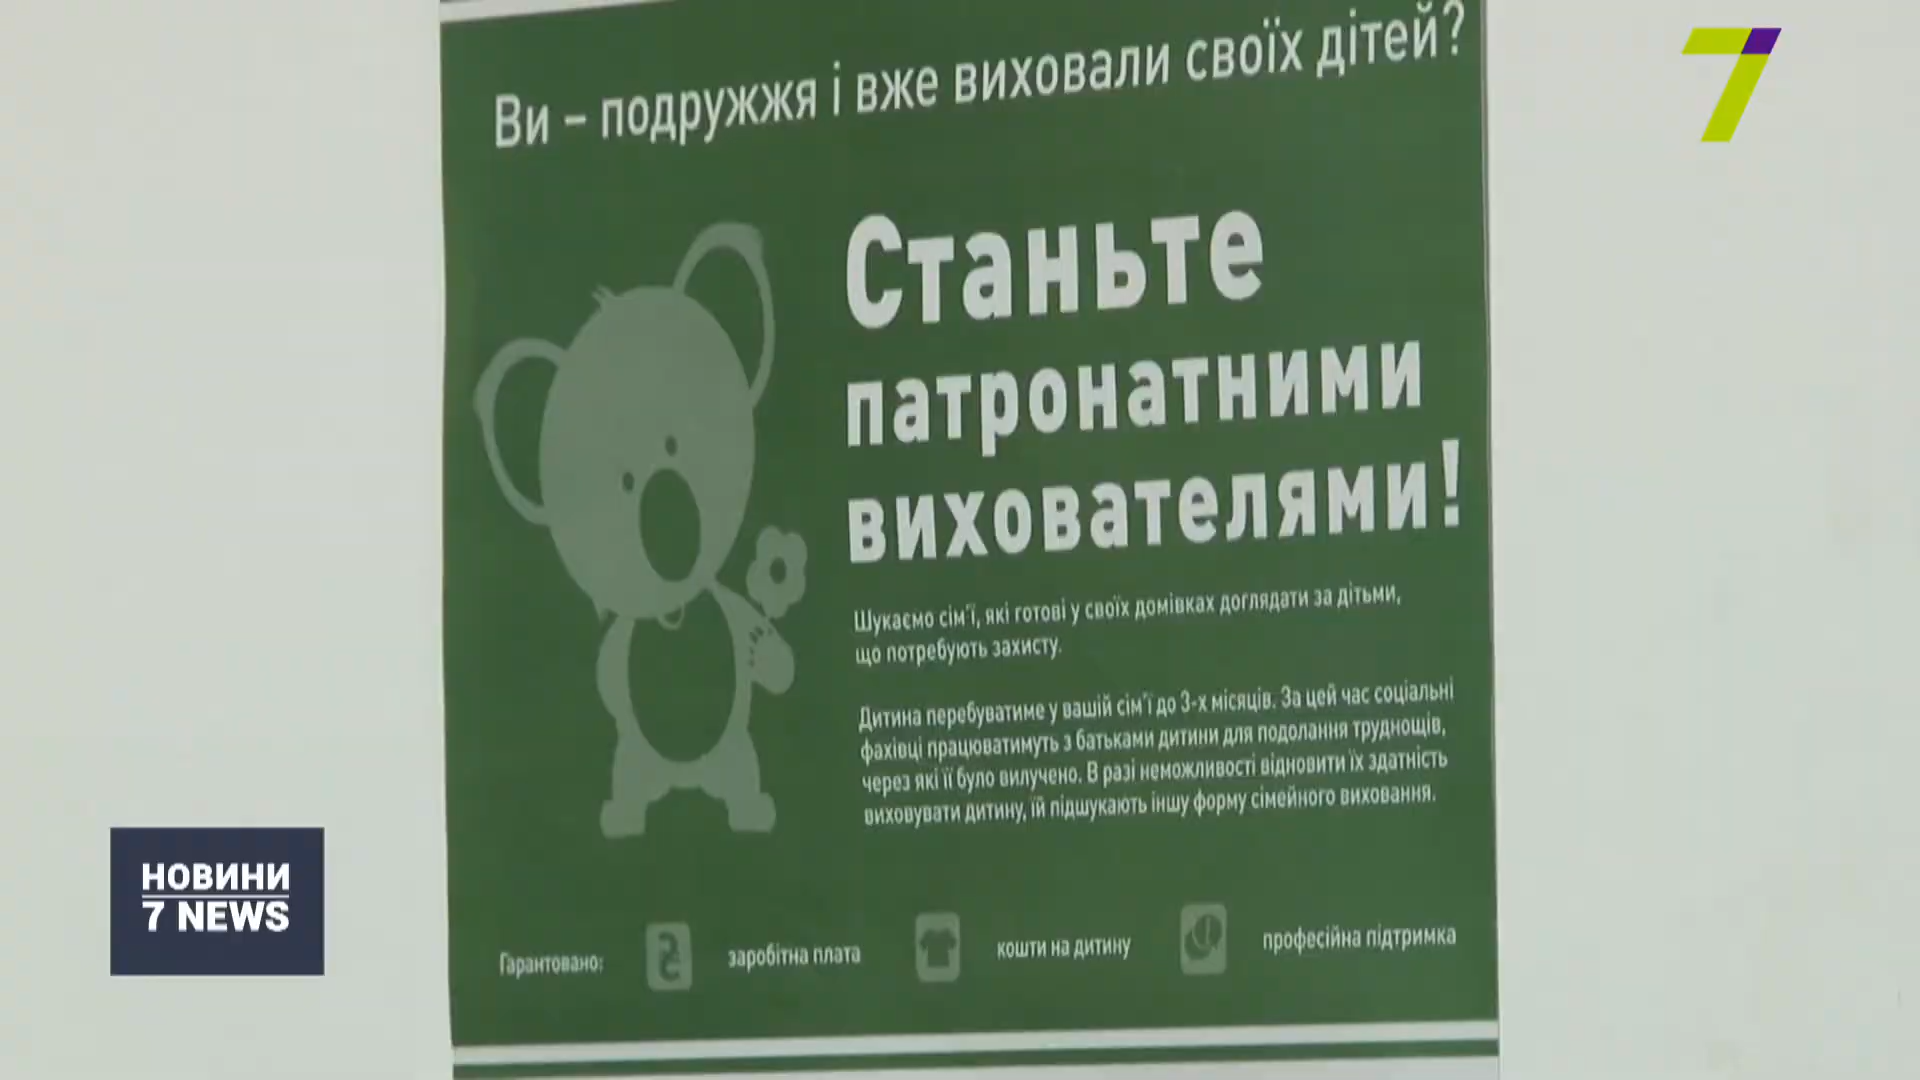 Ви – подружжя і вже виховали своїх дітей?
7
Станьте
патронатними
вихователями!
Шукаємо сім'ї, які готові у своїх домівках доглядати за дітьми,
що потребують захисту.
Дитина перебуватиме у вашій сім'ї до 3-х місяців. За цей час соціальні
фахівці працюватимуть з батьками дитини для подолання труднощів,
через які її було вилучено. В разі неможливості відновити їх здатність
виховувати дитину, їй підшукають іншу форму сімейного виховання.
НОВИНИ
7 NEWS
Гарантовано: ₴ заробітна плата кошти на дитину професійна підтримка